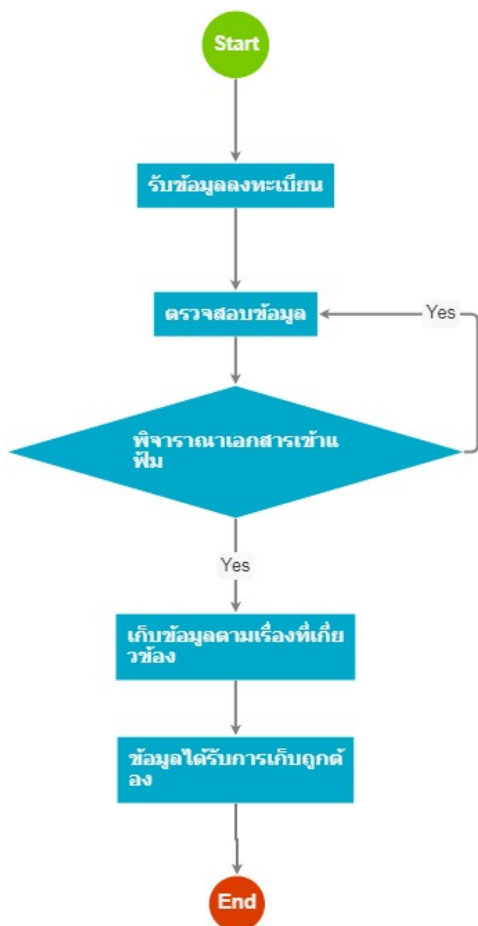 Start
รับข้อมูลลงทะเบียน
ตรวจสอบข้อมูล
Yes
พิจาราณาเอกสารเข้าแ
ฟ้ม
Yes
เก็บข้อมูลตามเรื่องที่เกี่ย
วข้อง
ข้อมูลได้รับการเก็บถูกต้
อง
End